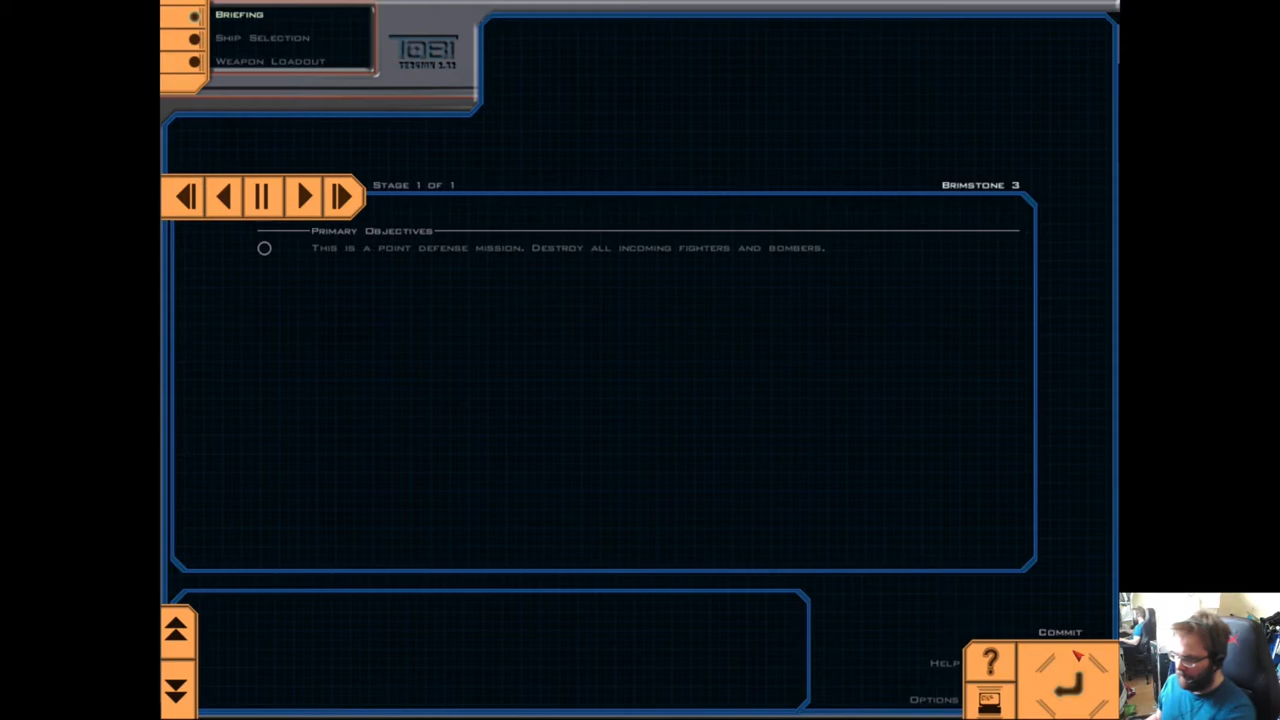 Briefing
Ship Selection
Weapon Loadout
Stage 1 of 1
Brimstone 3
Primary Objectives
This is a point defense mission. Destroy all incoming fighters and bombers.
Commit
Help
?
Options